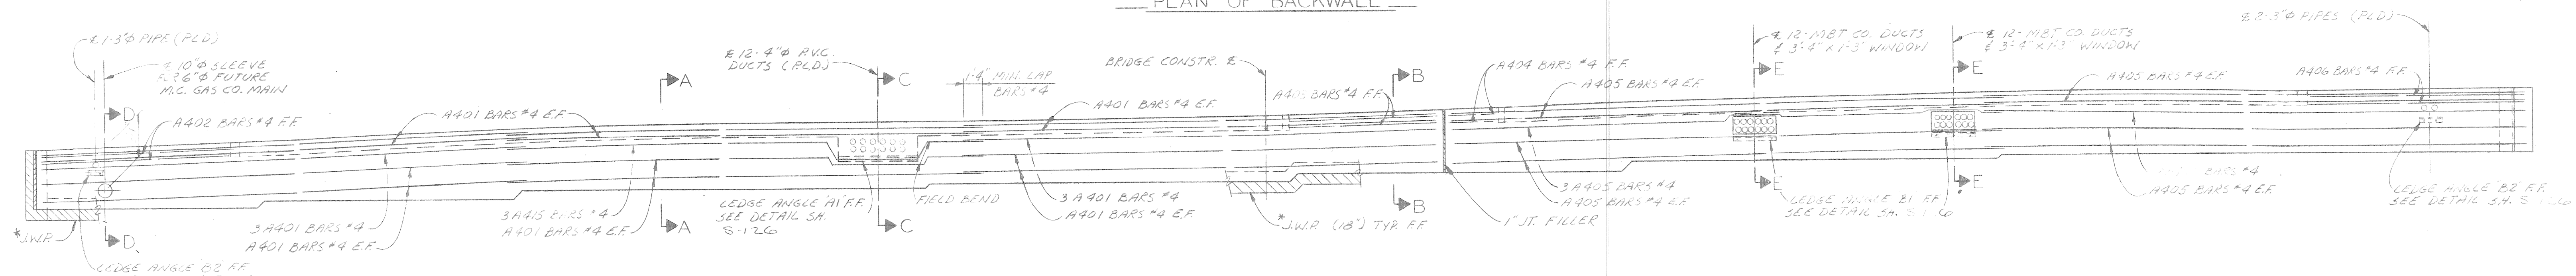 PLAN OF BACKWALL
℄ 1-3"Φ PIPE (PLD)
℄ 10"Φ SLEEVE
FOR 6"Φ FUTURE
M.C. GAS CO. MAIN
D
A402 BARS #4 F.F.
A401 BARS #4 E.F.
A
℄ 12-4"Φ P.V.C.
DUCTS (PLD)
C
1'-4" MIN. LAP
BARS #4
A401 BARS #4 E.F.
BRIDGE CONSTR. ℄
A403 BARS #4 F.F.
B
A404 BARS #4 F.F.
A405 BARS #4 E.F.
℄ 12-MBT CO. DUCTS
& 3'-4" x 1'-3" WINDOW
E
℄ 12-MBT CO. DUCTS
& 3'-4" x 1'-3" WINDOW
E
A405 BARS #4 E.F.
℄ 2-3"Φ PIPES (PLD)
A406 BARS #4 F.F.
*J.W.P.
D
LEDGE ANGLE B2 F.F.
3 A401 BARS #4
A401 BARS #4 E.F.
3 A415 BARS #4
A401 BARS #4 E.F.
A
LEDGE ANGLE 'A1' F.F.
SEE DETAIL SH.
S-126
C
FIELD BEND
3 A401 BARS #4
A401 BARS #4 E.F.
*J.W.P. (18") TYP. F.F.
B
1" JT. FILLER
3 A405 BARS #4
A405 BARS #4 E.F.
E
LEDGE ANGLE B1 F.F.
SEE DETAIL SH. S-126
E
BARS #4
A405 BARS #4 E.F.
LEDGE ANGLE 'B2' F.F.
SEE DETAIL SH. S-126